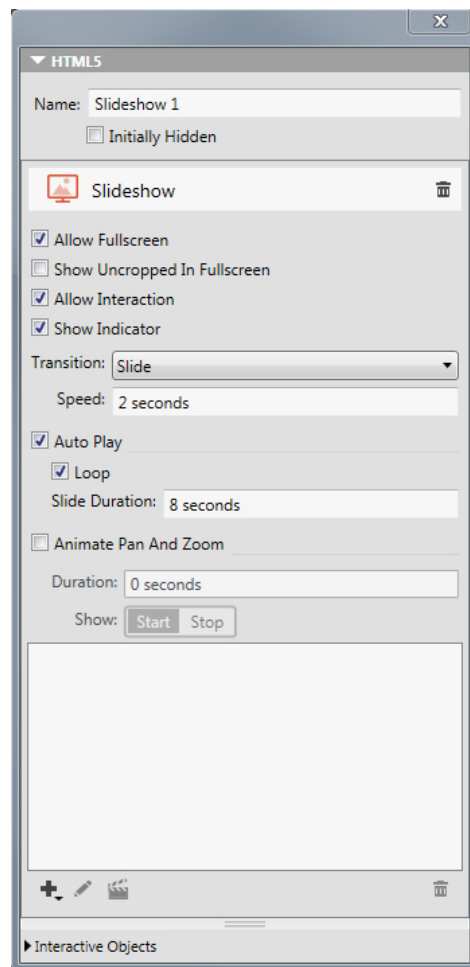 HTML5
Name: Slideshow 1
Initially Hidden
Slideshow
Allow Fullscreen
Show Uncropped In Fullscreen
Allow Interaction
Show Indicator
Transition: Slide
Speed: 2 seconds
Auto Play
Loop
Slide Duration: 8 seconds
Animate Pan And Zoom
Duration: 0 seconds
Show: Start Stop
Interactive Objects